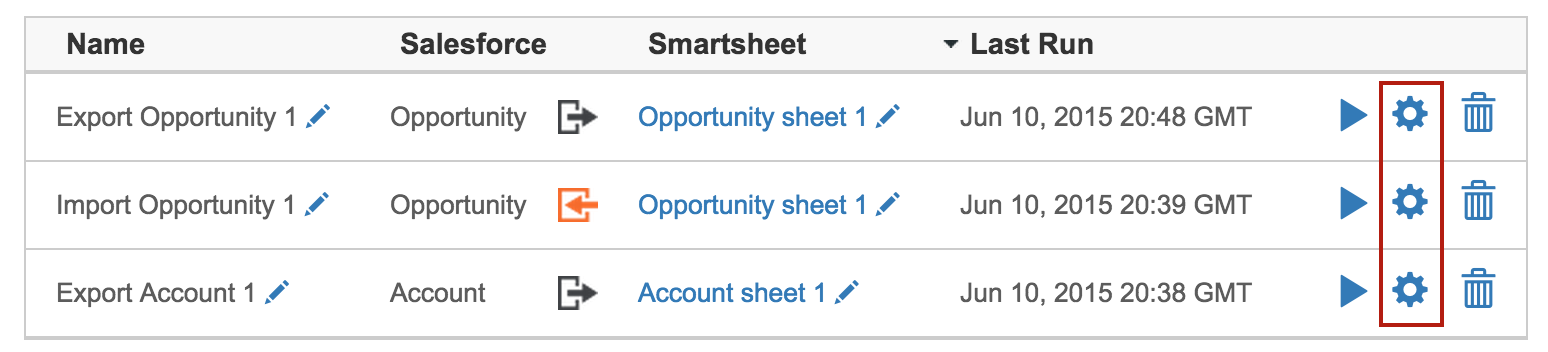 Name Salesforce Smartsheet Last Run
Export Opportunity 1 Opportunity Opportunity sheet 1 Jun 10, 2015 20:48 GMT
Import Opportunity 1 Opportunity Opportunity sheet 1 Jun 10, 2015 20:39 GMT
Export Account 1 Account Account sheet 1 Jun 10, 2015 20:38 GMT